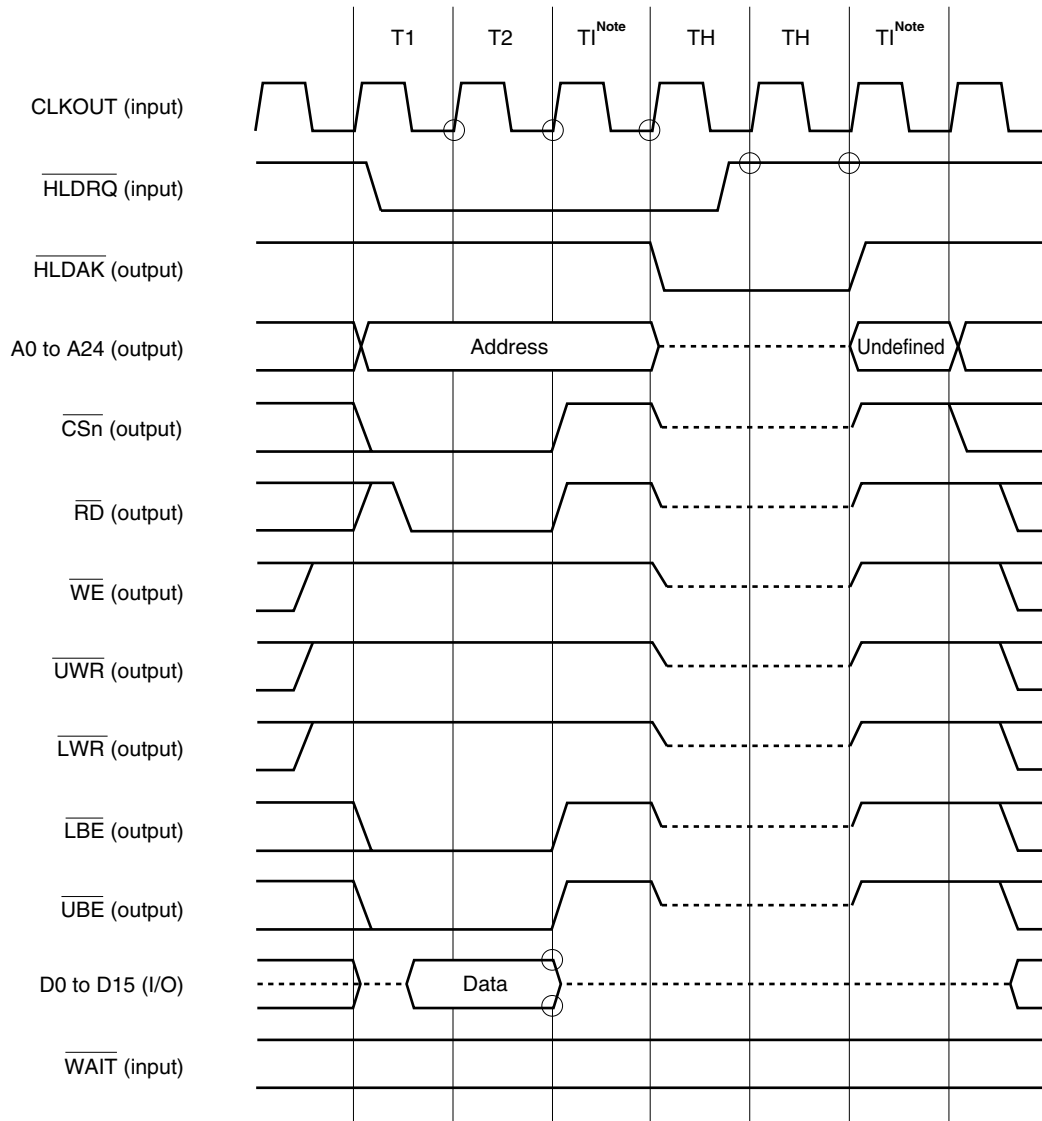 T1 T2 TI^Note TH TH TI^Note
CLKOUT (input)
HLDRQ (input)
HLDAK (output)
A0 to A24 (output) Address Undefined
CSn (output)
RD (output)
WE (output)
UWR (output)
LWR (output)
LBE (output)
UBE (output)
D0 to D15 (I/O) Data
WAIT (input)